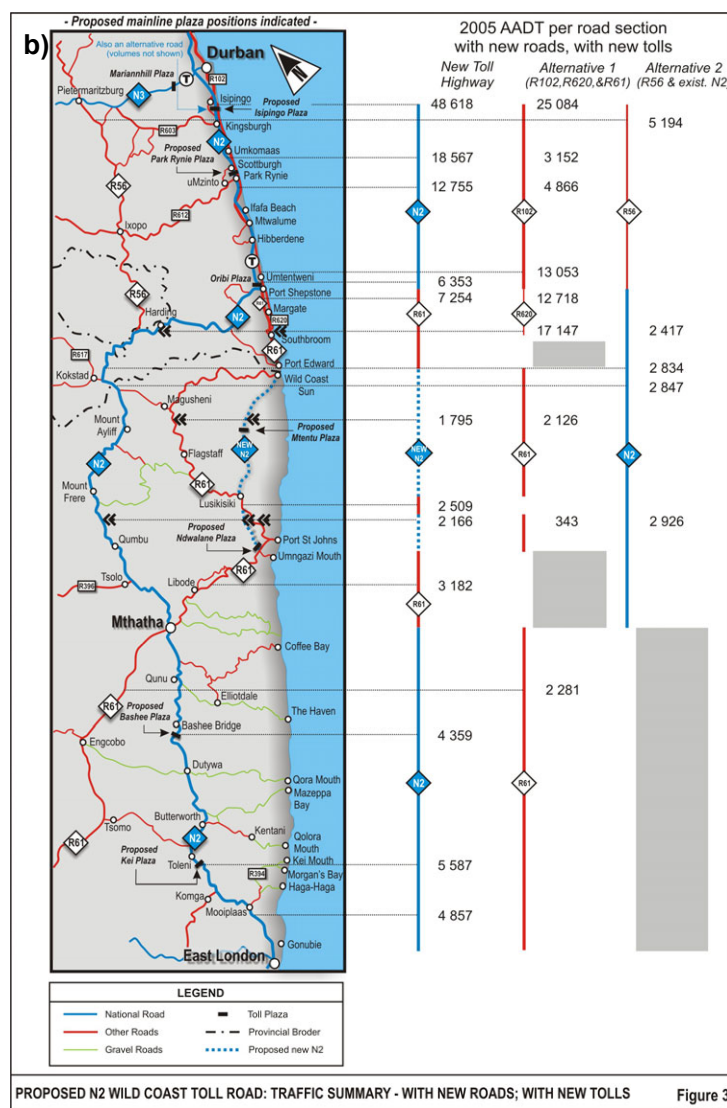 - Proposed mainline plaza positions indicated -
b)
Also an alternative road
(volumes not shown)
Durban
Mariannhill Plaza
T
R102
N
Pietermaritzburg
N3
Isipingo
Proposed
Isipingo Plaza
Kingsburgh
R603
N2
Umkomaas
Proposed
Park Rynie Plaza
Scottburgh
Park Rynie
uMzinto
R56
Ifafa Beach
R612
Mtwalume
Ixopo
Hibberdene
T
Oribi Plaza
Umtentweni
Port Shepstone
R56
Margate
N2
R620
Harding
Southbroom
R61
R617
Port Edward
Kokstad
Wild Coast
Sun
Magusheni
Mount
Ayliff
Proposed
Mtentu Plaza
NEW
N2
N2
Flagstaff
Mount
Frere
R61
Lusikisiki
Proposed
Ndwalane Plaza
Port St Johns
Qumbu
Umngazi Mouth
R61
Tsolo
R396
Libode
Mthatha
Coffee Bay
Qunu
Elliotdale
R61
Proposed
Bashee Plaza
The Haven
Bashee Bridge
Engcobo
Dutywa
Qora Mouth
Mazeppa
Bay
Butterworth
Tsomo
Kentani
Qolora
Mouth
R61
N2
Toleni
Kei Mouth
Proposed
Kei Plaza
R394
Morgan's Bay
Haga-Haga
Komga
Mooiplaas
Gonubie
East London
2005 AADT per road section
with new roads, with new tolls
New Toll
Highway
Alternative 1
(R102,R620,&R61)
Alternative 2
(R56 & exist. N2)
48 618
25 084
5 194
18 567
3 152
12 755
4 866
N2
R102
R56
13 053
6 353
7 254
12 718
R61
R620
17 147
2 417
2 834
2 847
1 795
2 126
NEW
N2
R61
N2
2 509
2 166
343
2 926
3 182
R61
2 281
4 359
N2
R61
5 587
4 857
LEGEND
National Road
Toll Plaza
Other Roads
Provincial Broder
Gravel Roads
Proposed new N2
PROPOSED N2 WILD COAST TOLL ROAD: TRAFFIC SUMMARY - WITH NEW ROADS; WITH NEW TOLLS
Figure 3